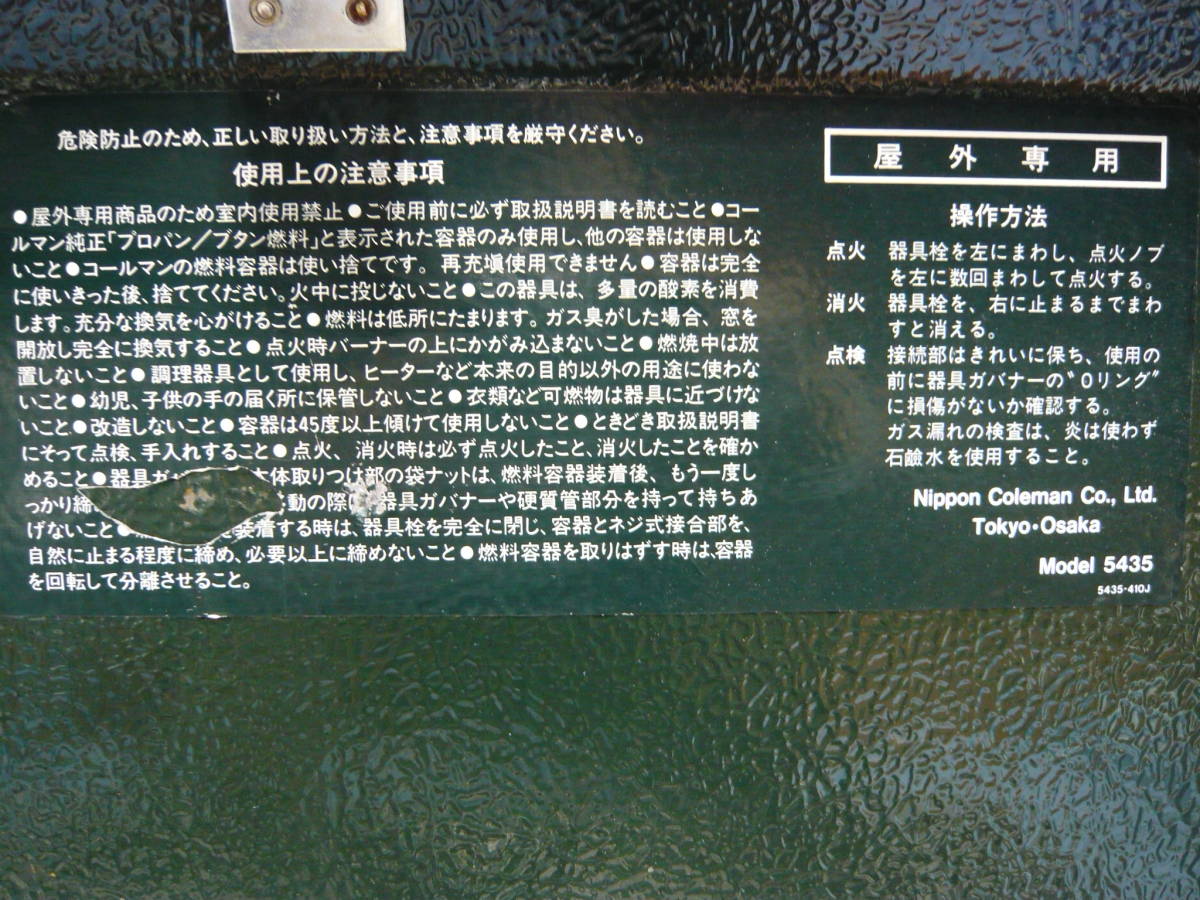 危険防止のため、正しい取り扱い方法と、注意事項を厳守ください。
使用上の注意事項
●屋外専用商品のため室内使用禁止●ご使用前に必ず取扱説明書を読むこと●コー
ルマン純正「プロパン／ブタン燃料」と表示された容器のみ使用し、他の容器は使用しな
いこと●コールマンの燃料容器は使い捨てです。再充塡使用できません●容器は完全
に使いきった後、捨ててください。火中に投じないこと●この器具は、多量の酸素を消費
します。充分な換気を心がけること●燃料は低所にたまります。ガス臭がした場合、窓を
開放し完全に換気すること●点火時バーナーの上にかがみ込まないこと●燃焼中は放
置しないこと●調理器具として使用し、ヒーターなど本来の目的以外の用途に使わな
いこと●幼児、子供の手の届く所に保管しないこと●衣類など可燃物は器具に近づけな
いこと●改造しないこと●容器は45度以上傾けて使用しないこと●ときどき取扱説明書
にそって点検、手入れすること●点火、消火時は必ず点火したこと、消火したことを確か
めること●器具ガ 本体取りつけ部の袋ナットは、燃料容器装着後、もう一度し
っかり締 動の際 器具ガバナーや硬質管部分を持って持ちあ
げないこと● 装着する時は、器具栓を完全に閉じ、容器とネジ式接合部を、
自然に止まる程度に締め、必要以上に締めないこと●燃料容器を取りはずす時は、容器
を回転して分離させること。
屋外専用
操作方法
点火 器具栓を左にまわし、点火ノブ
を左に数回まわして点火する。
消火 器具栓を、右に止まるまでまわ
すと消える。
点検 接続部はきれいに保ち、使用の
前に器具ガバナーの"Oリング"
に損傷がないか確認する。
ガス漏れの検査は、炎は使わず
石鹼水を使用すること。
Nippon Coleman Co., Ltd.
Tokyo・Osaka
Model 5435
5435-410J